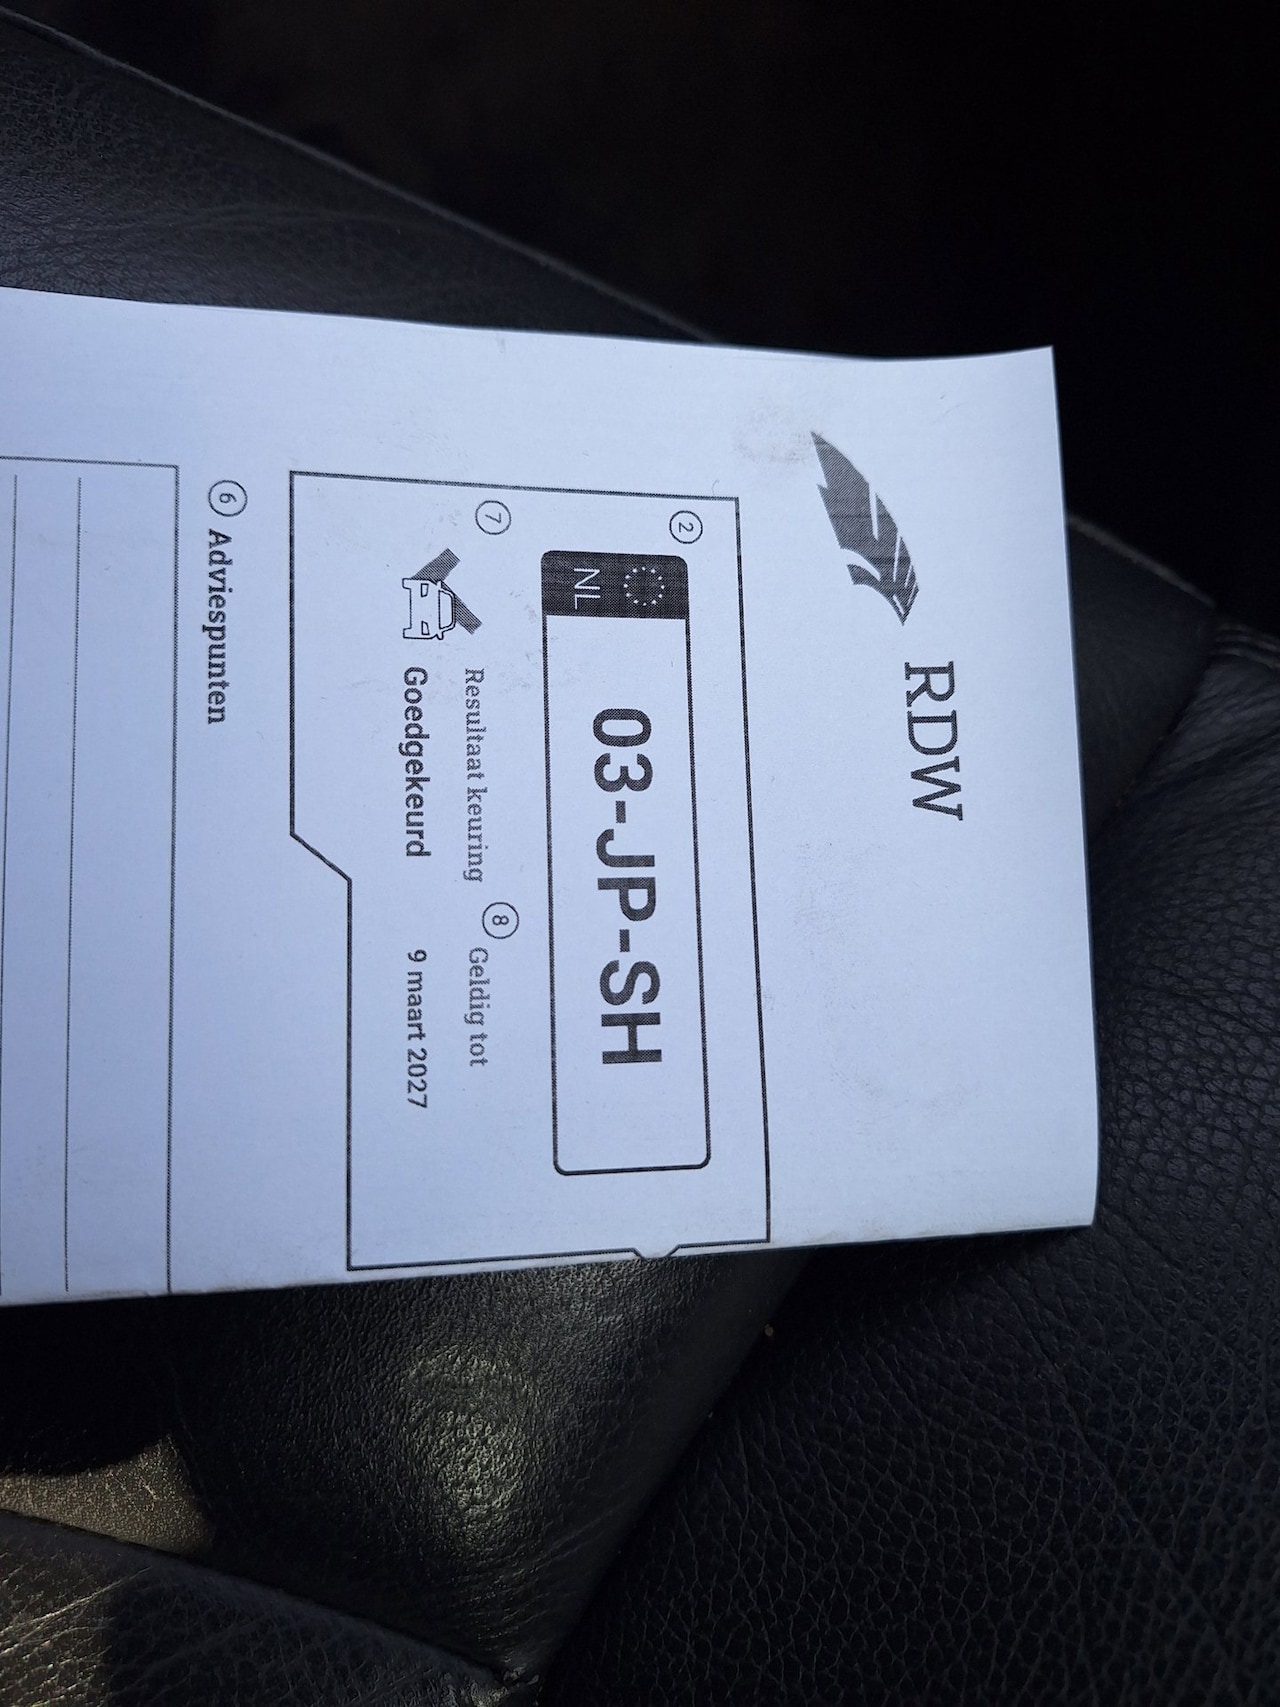 RDW
2
NL 03-JP-SH
7 Resultaat keuring 8 Geldig tot
Goedgekeurd 9 maart 2027
6 Adviespunten